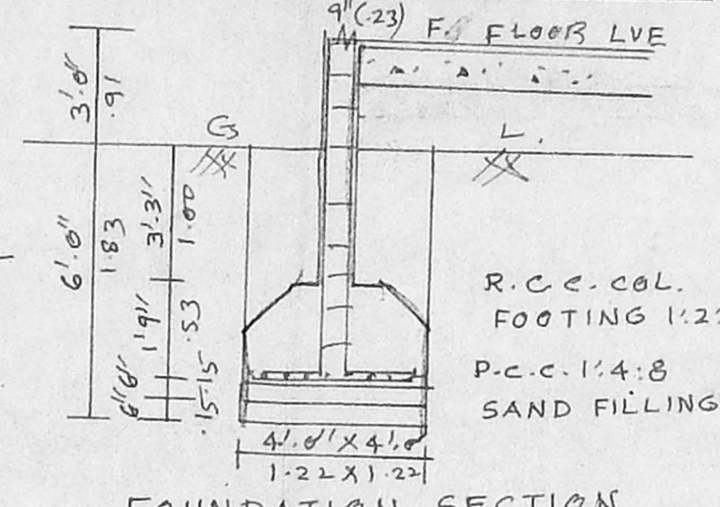 9" (.23)
F. FLOOR LVE
3'.0"
.91
G.
L.
6'.0"
1.83
3'.3"
1.00
1'9"
.53
6" 6"
.15 .15
R.C.C. COL.
FOOTING 1:2:
P.C.C. 1:4:8
SAND FILLING
4'.0" X 4'.0"
1.22 X 1.22
FOUNDATION SECTION